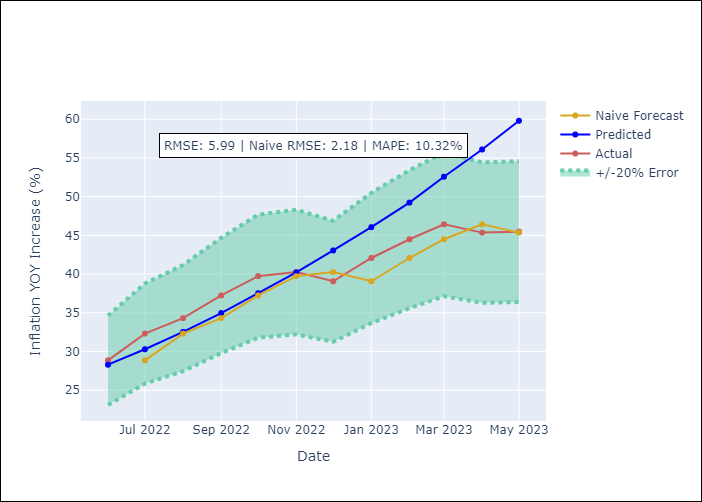 RMSE: 5.99 | Naive RMSE: 2.18 | MAPE: 10.32%
Naive Forecast
Predicted
Actual
+/-20% Error
Inflation YOY Increase (%)
60
55
50
45
40
35
30
25
Jul 2022
Sep 2022
Nov 2022
Jan 2023
Mar 2023
May 2023
Date